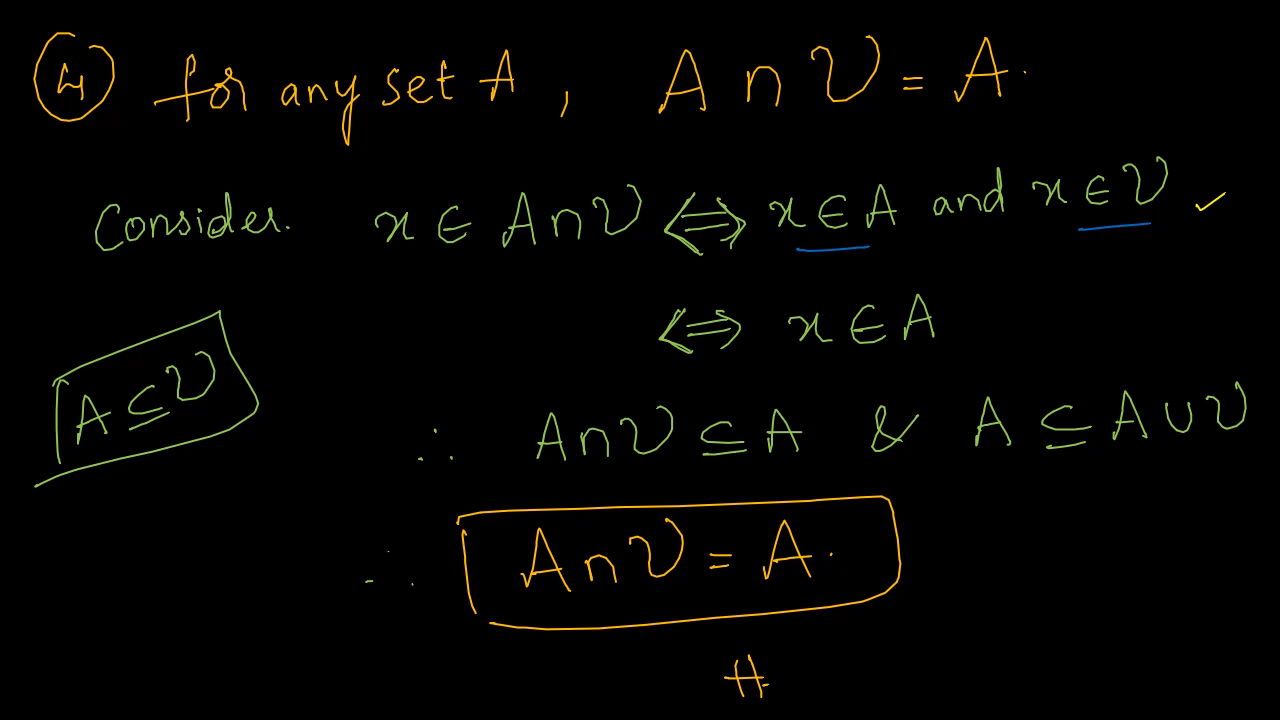 ④ for any set A, A ∩ U = A.
Consider. x ∈ A∩U ⟺ x ∈ A and x ∈ U ✓
⟺ x ∈ A
A ⊆ U
∴ A∩U ⊆ A & A ⊆ A∪U
∴ A∩U = A.
#